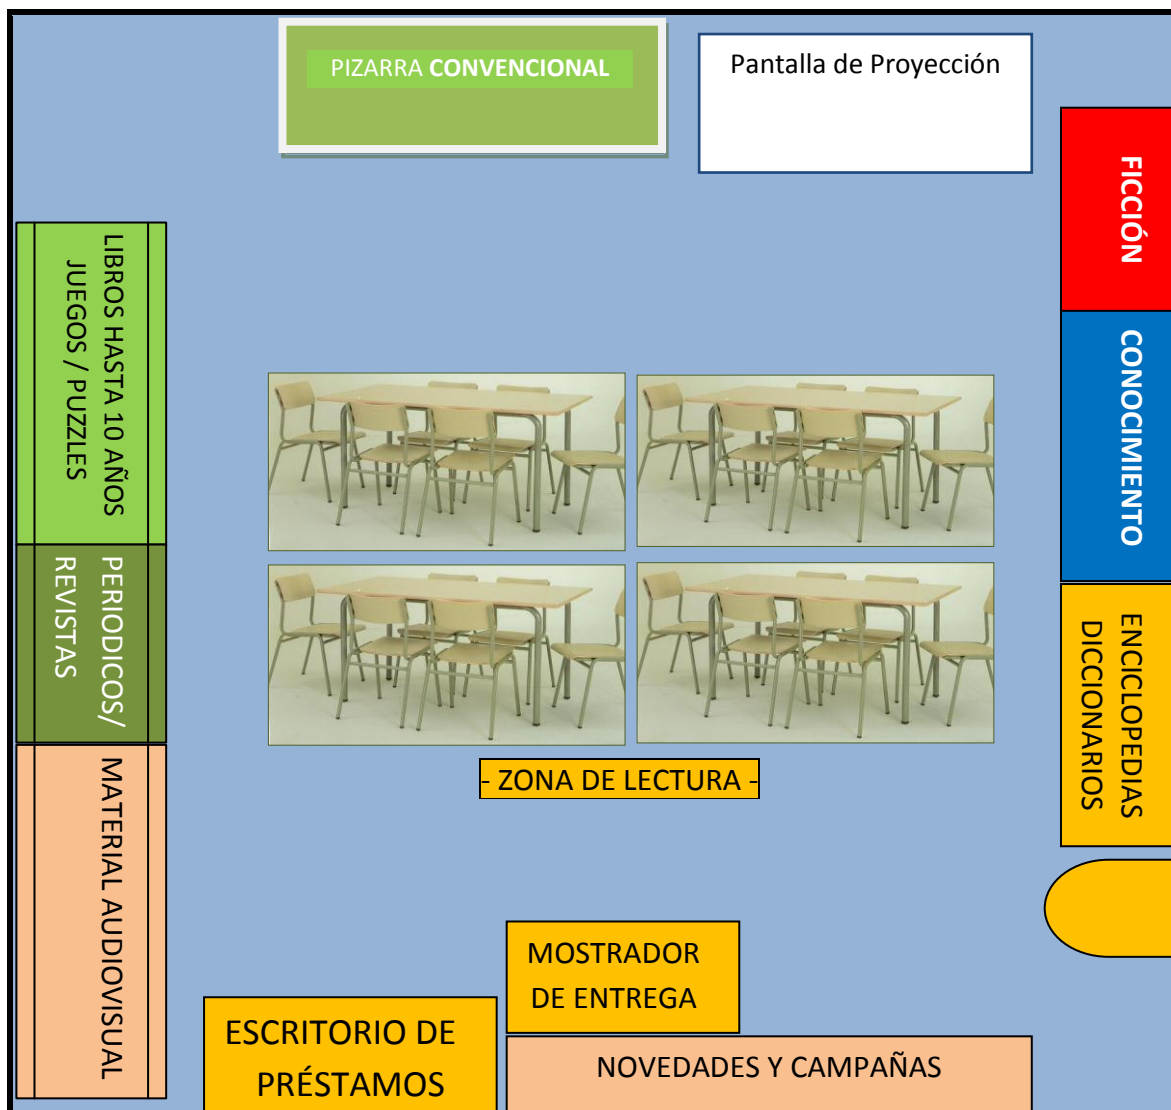 PIZARRA CONVENCIONAL
Pantalla de Proyección
FICCIÓN
CONOCIMIENTO
ENCICLOPEDIAS
DICCIONARIOS
LIBROS HASTA 10 AÑOS
JUEGOS / PUZZLES
PERIODICOS/
REVISTAS
MATERIAL AUDIOVISUAL
- ZONA DE LECTURA -
MOSTRADOR
DE ENTREGA
ESCRITORIO DE
PRÉSTAMOS
NOVEDADES Y CAMPAÑAS